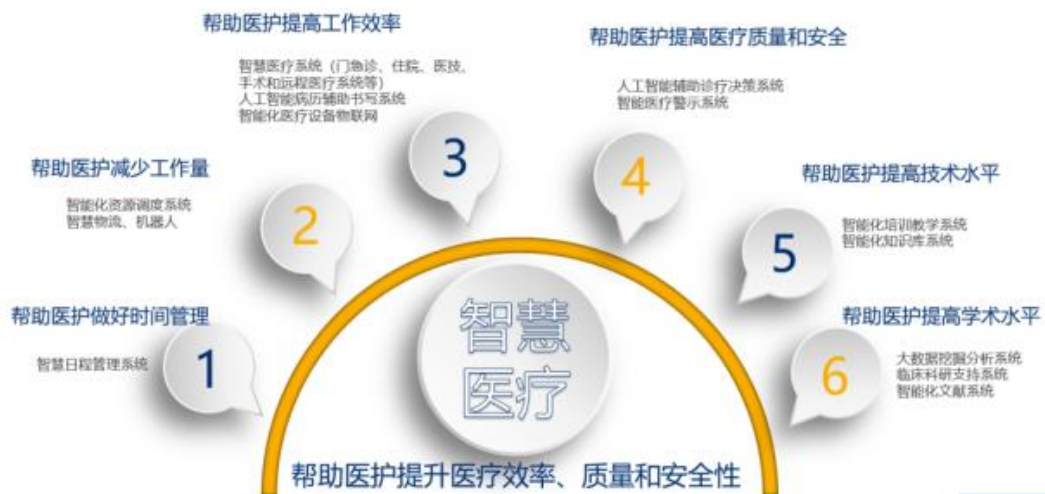 帮助医护提高工作效率
智慧医疗系统（门急诊、住院、医技、
手术和远程医疗系统等）
人工智能病历辅助书写系统
智能化医疗设备物联网
3
帮助医护提高医疗质量和安全
人工智能辅助诊疗决策系统
智能医疗警示系统
4
帮助医护减少工作量
智能化资源调度系统
智慧物流、机器人
2
帮助医护提高技术水平
智能化培训教学系统
智能化知识库系统
5
帮助医护做好时间管理
智慧日程管理系统
1
帮助医护提高学术水平
大数据挖掘分析系统
临床科研支持系统
智能化文献系统
6
智慧
医疗
帮助医护提升医疗效率、质量和安全性